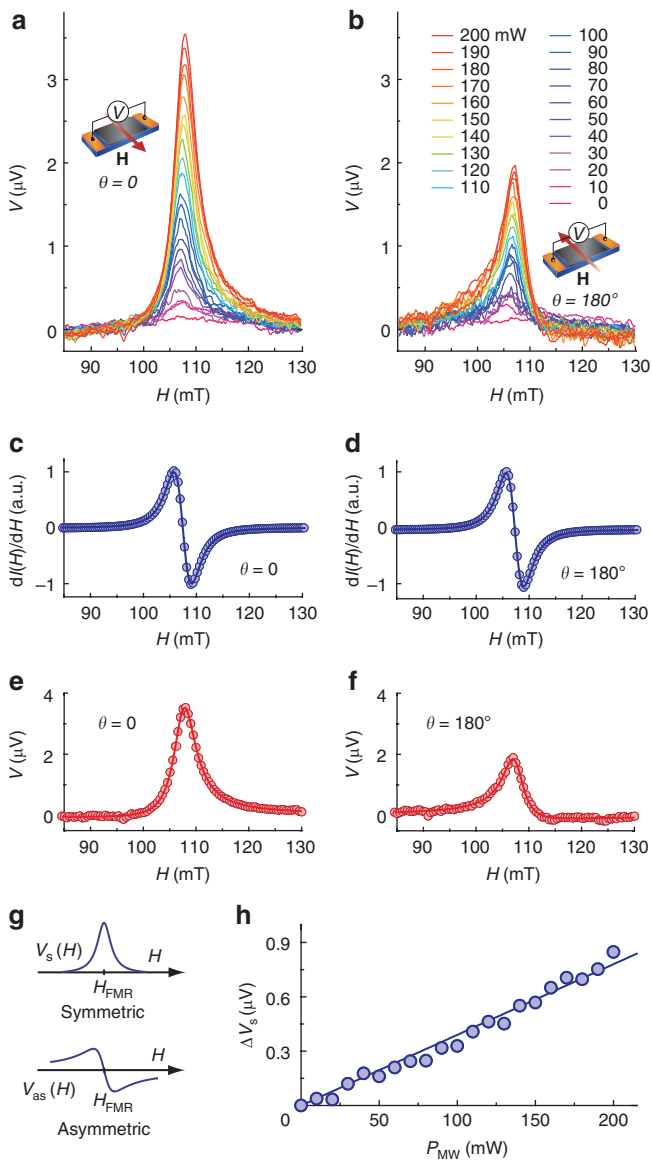 a
V (μV)
3
2
1
0
90 100 110 120 130
H (mT)
V
H
θ = 0
b
V (μV)
3
2
1
0
90 100 110 120 130
H (mT)
200 mW 100
190 90
180 80
170 70
160 60
150 50
140 40
130 30
120 20
110 10
0
V
H
θ = 180°
c
dI(H)/dH (a.u.)
1
0
−1
90 100 110 120 130
H (mT)
θ = 0
d
dI(H)/dH (a.u.)
1
0
−1
90 100 110 120 130
H (mT)
θ = 180°
e
V (μV)
4
2
0
90 100 110 120 130
H (mT)
θ = 0
f
V (μV)
4
2
0
90 100 110 120 130
H (mT)
θ = 180°
g
Vs (H) H
HFMR
Symmetric
H
Vas (H) HFMR
Asymmetric
h
ΔVs (μV)
0.9
0.6
0.3
0 50 100 150 200
PMW (mW)